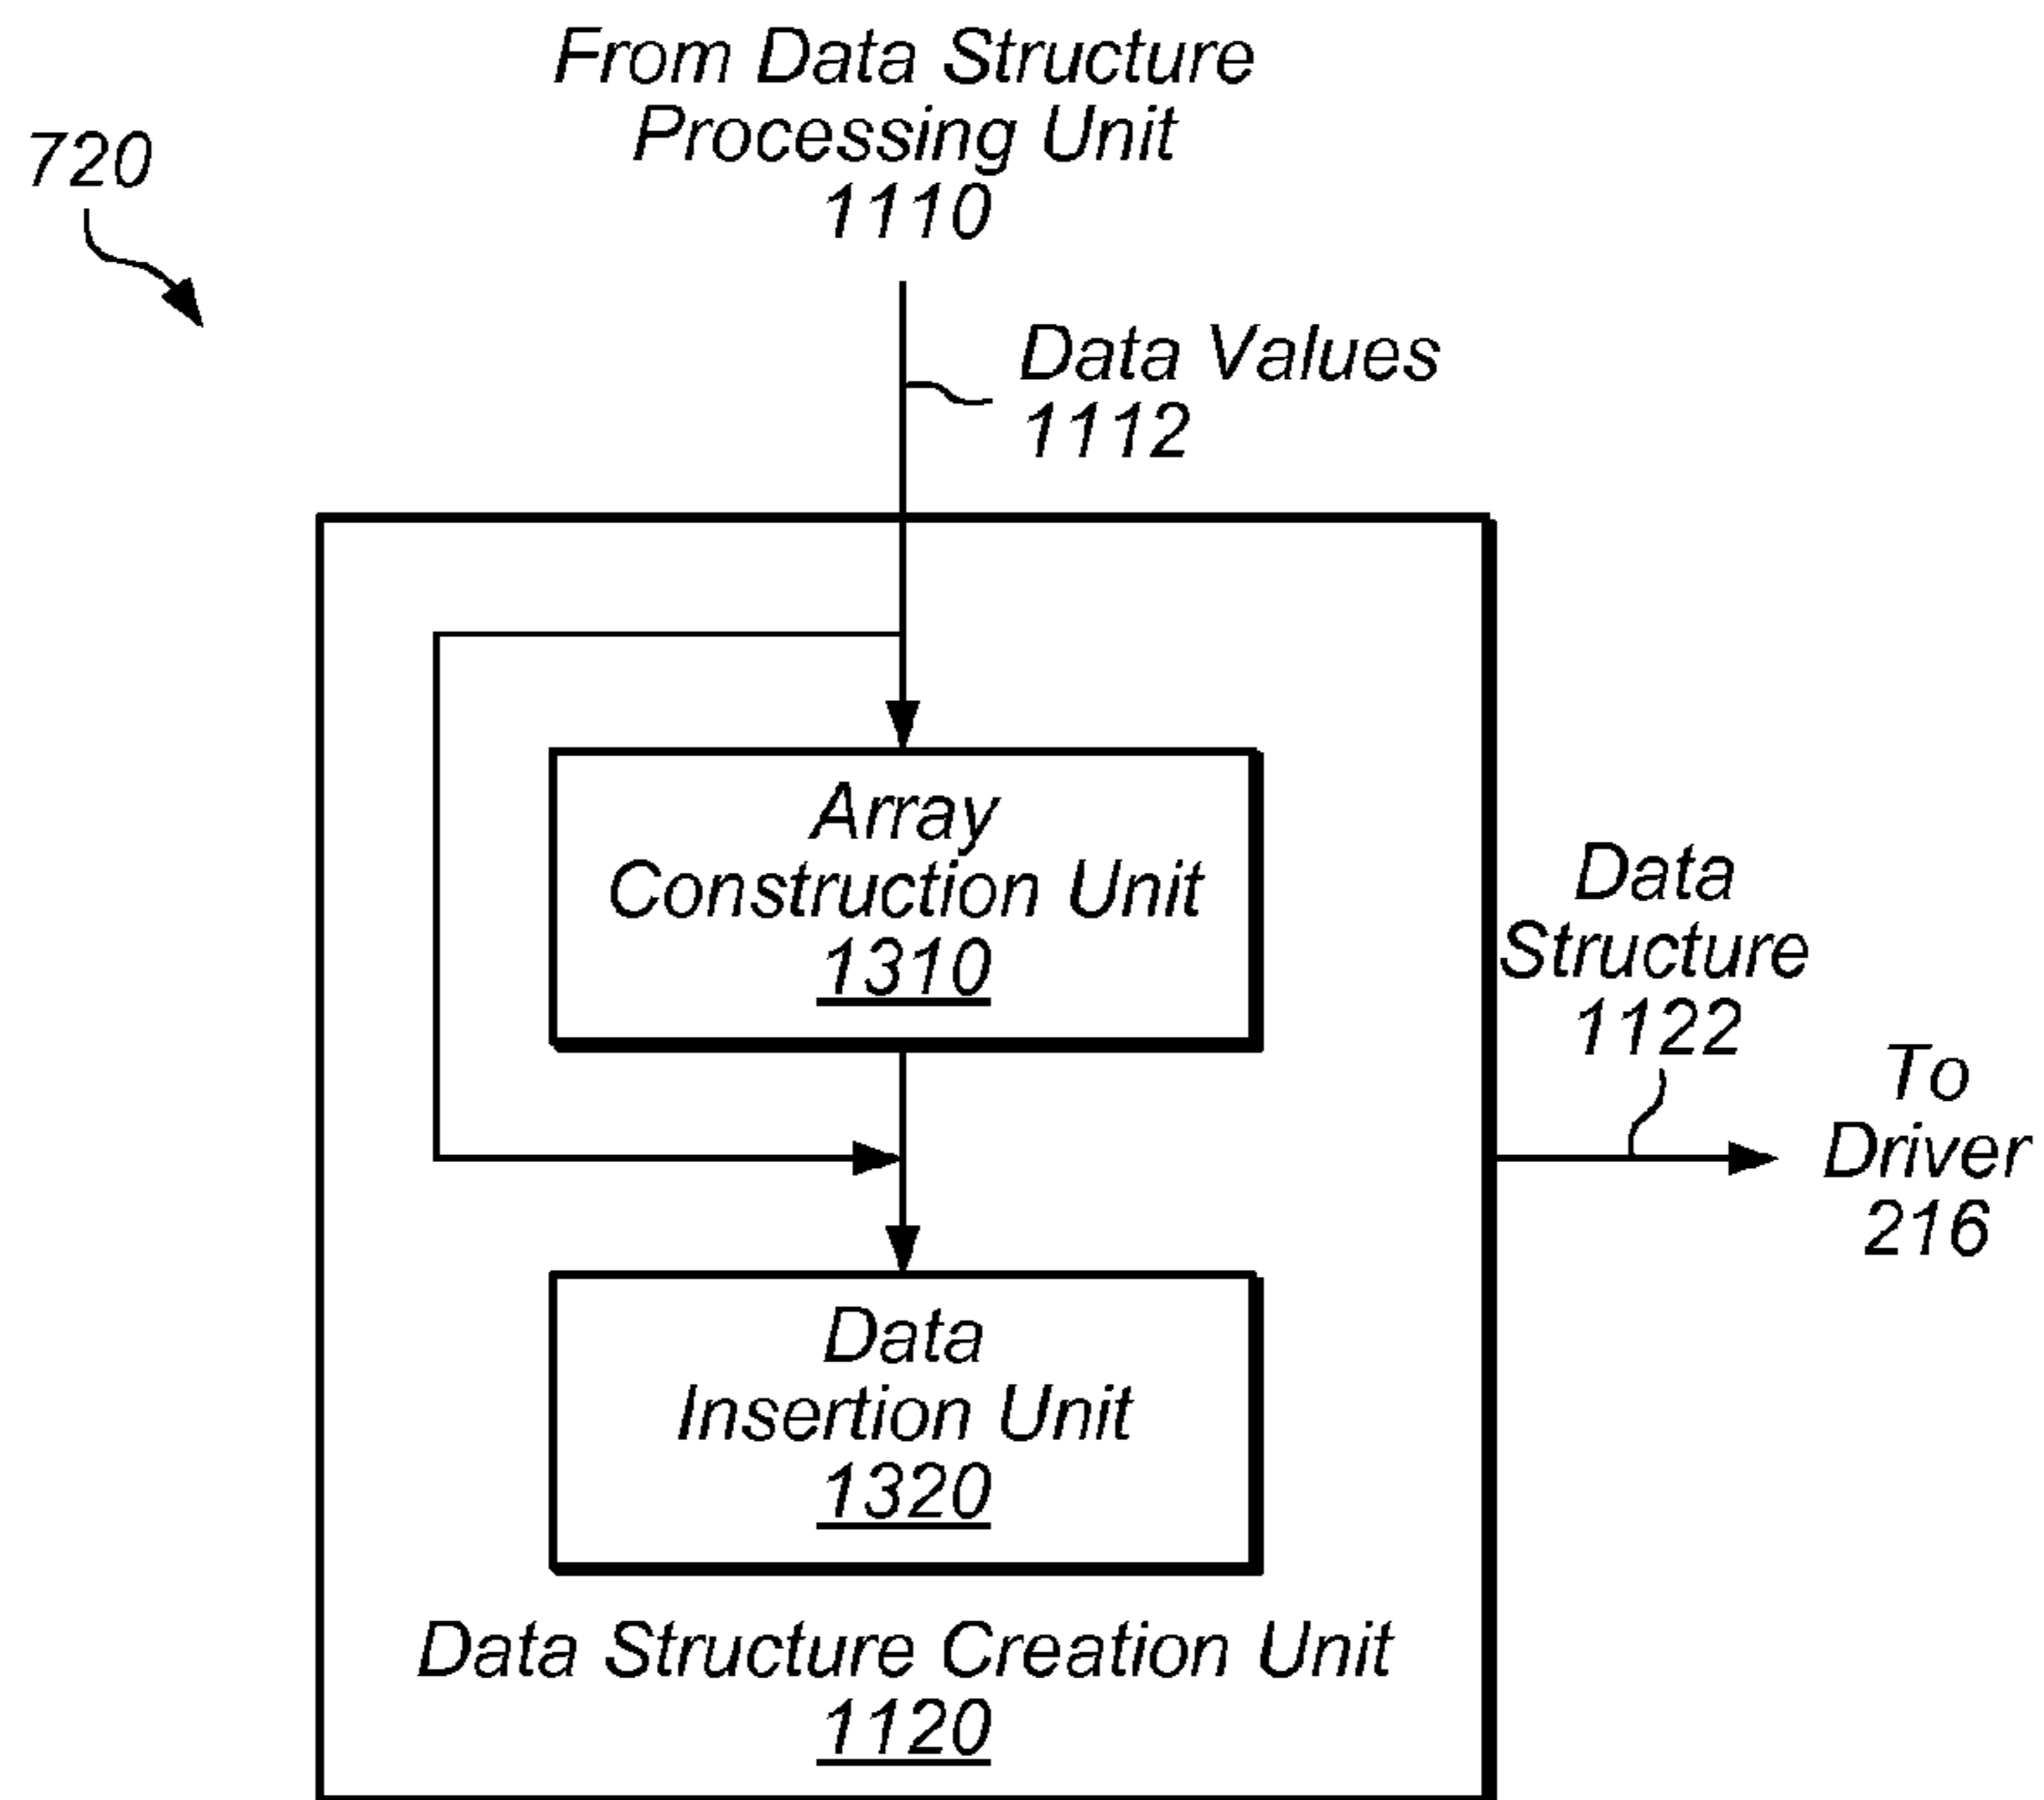 From Data Structure
Processing Unit
1110
720
Data Values
1112
Array
Construction Unit
1310
Data
Structure
1122
To
Driver
216
Data
Insertion Unit
1320
Data Structure Creation Unit
1120